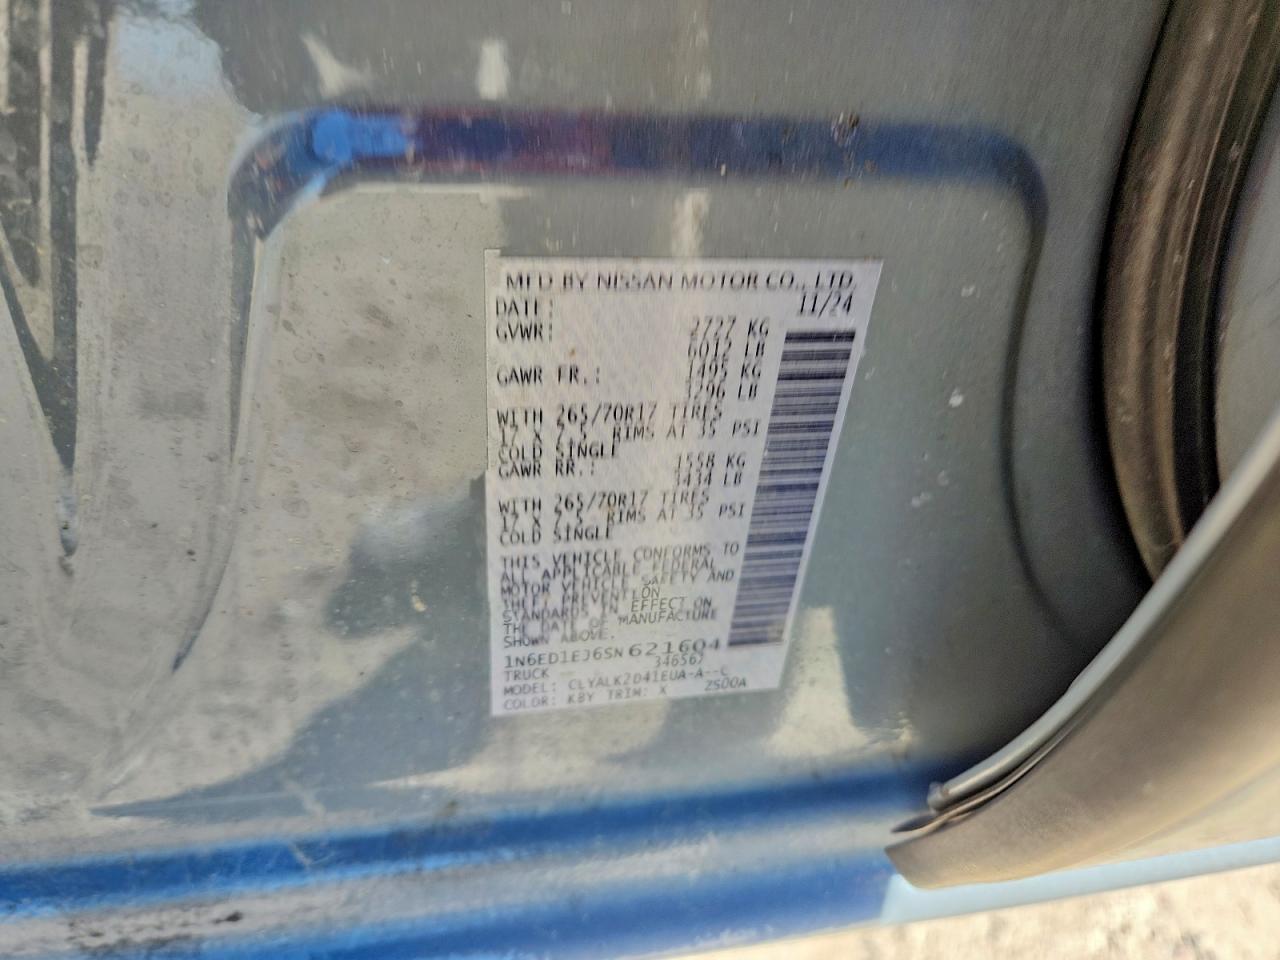 MFD BY NISSAN MOTOR CO., LTD.
DATE: 11/24
GVWR: 2727 KG
6012 LB
GAWR FR.: 1495 KG
3296 LB
WITH 265/70R17 TIRES
17 X 7.5 RIMS AT 35 PSI
COLD SINGLE
GAWR RR.: 1558 KG
3434 LB
WITH 265/70R17 TIRES
17 X 7.5 RIMS AT 35 PSI
COLD SINGLE
THIS VEHICLE CONFORMS TO
ALL APPLICABLE FEDERAL
MOTOR VEHICLE SAFETY AND
THEFT PREVENTION
STANDARDS IN EFFECT ON
THE DATE OF MANUFACTURE
SHOWN ABOVE.
1N6ED1EJ6SN621604
TRUCK 346567
MODEL: CLYALK2D41EUA-A--C
COLOR: KBY TRIM: X ZS00A